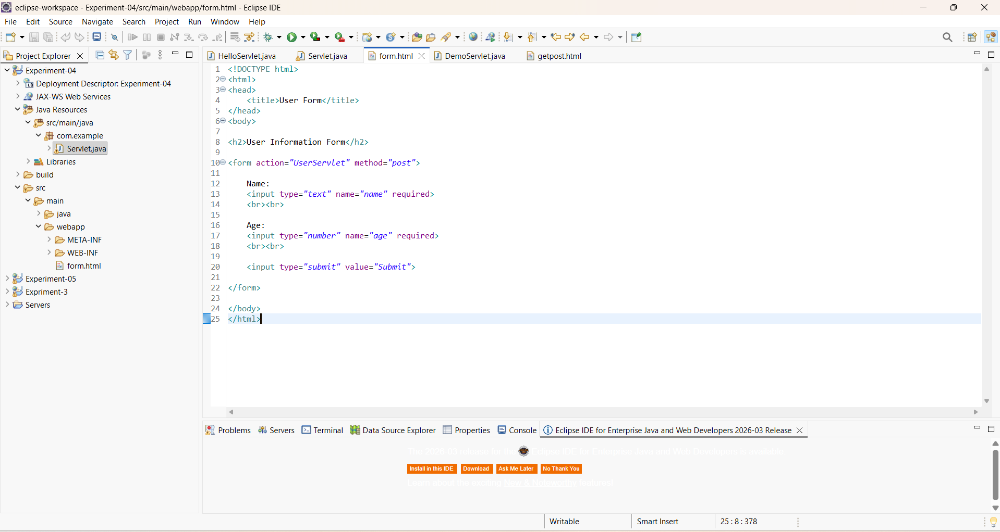 eclipse-workspace - Experiment-04/src/main/webapp/form.html - Eclipse IDE
File Edit Source Navigate Search Project Run Window Help
Project Explorer
Experiment-04
Deployment Descriptor: Experiment-04
JAX-WS Web Services
Java Resources
src/main/java
com.example
Servlet.java
Libraries
build
src
main
java
webapp
META-INF
WEB-INF
form.html
Experiment-05
Expriment-3
Servers
HelloServlet.java Servlet.java form.html DemoServlet.java getpost.html
1 <!DOCTYPE html>
2 <html>
3 <head>
4 <title>User Form</title>
5 </head>
6 <body>
7
8 <h2>User Information Form</h2>
9
10 <form action="UserServlet" method="post">
11
12 Name:
13 <input type="text" name="name" required>
14 <br><br>
15
16 Age:
17 <input type="number" name="age" required>
18 <br><br>
19
20 <input type="submit" value="Submit">
21
22 </form>
23
24 </body>
25 </html>
Problems Servers Terminal Data Source Explorer Properties Console Eclipse IDE for Enterprise Java and Web Developers 2026-03 Release
The 2026-03 release for the Eclipse IDE for Enterprise Java and Web Developers is available
Install in this IDE Download Ask Me Later No Thank You
Learn about the exciting New & Noteworthy features!
Writable Smart Insert 25 : 8 : 378